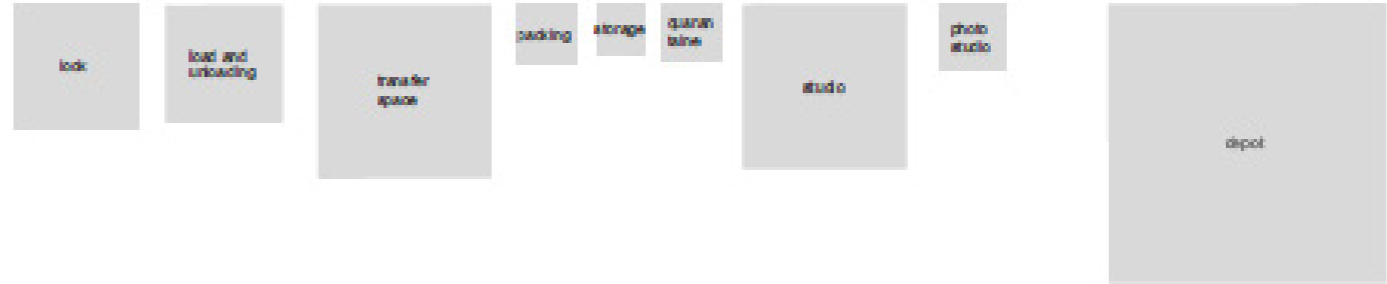 lock
load and
unloading
transfer
space
packing
storage
quaran
taine
studio
photo
studio
depot